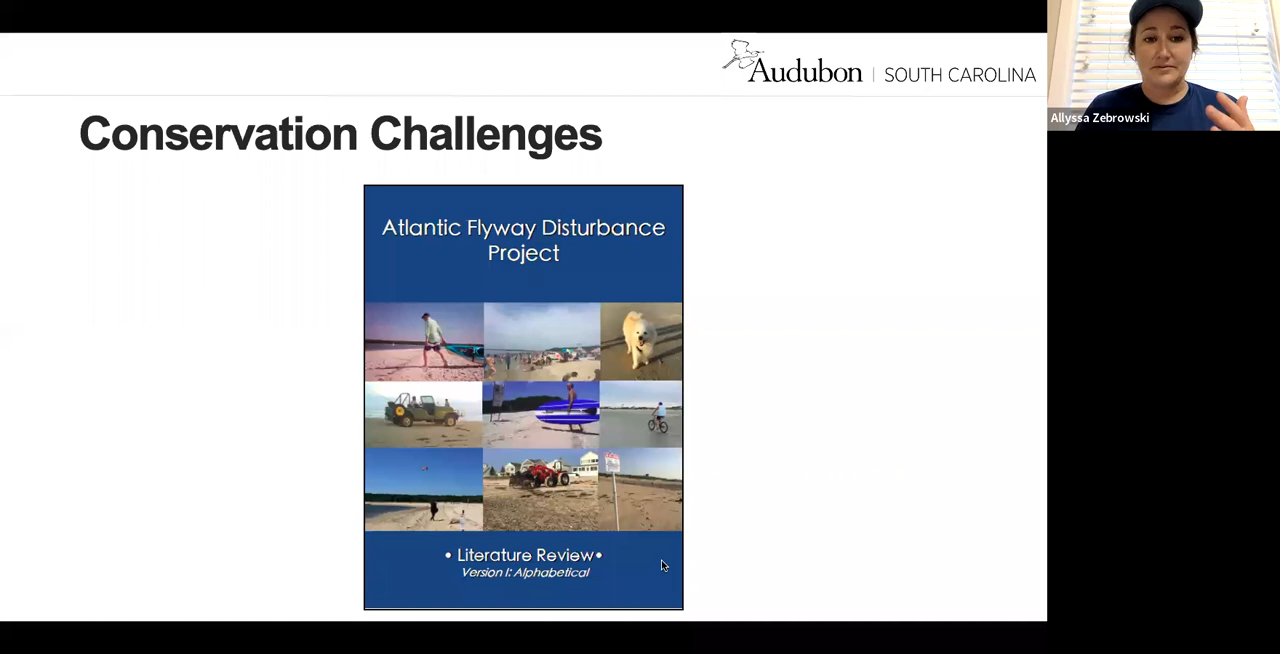 Audubon | SOUTH CAROLINA
Allyssa Zebrowski
Conservation Challenges
Atlantic Flyway Disturbance
Project
• Literature Review•
Version I: Alphabetical